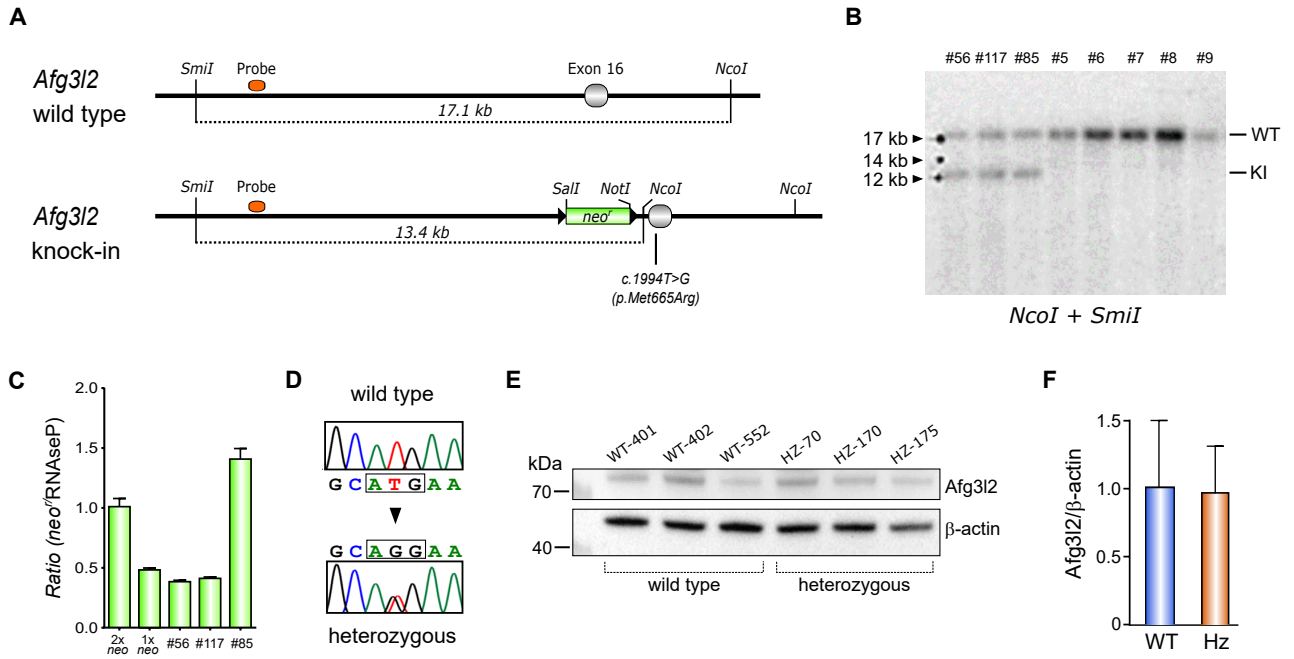 A
Afg3l2
wild type
SmiI
Probe
Exon 16
NcoI
17.1 kb
Afg3l2
knock-in
SmiI
Probe
SalI
NotI
NcoI
NcoI
neoʳ
13.4 kb
c.1994T>G
(p.Met665Arg)
B
#56 #117 #85 #5 #6 #7 #8 #9
17 kb
14 kb
12 kb
WT
KI
NcoI + SmiI
C
Ratio (neoʳ/RNAseP)
2.0
1.5
1.0
0.5
0.0
2x neo
1x neo
#56
#117
#85
D
wild type
G C A T G A A
G C A G G A A
heterozygous
E
kDa
70
40
WT-401
WT-402
WT-552
HZ-70
HZ-170
HZ-175
Afg3l2
β-actin
wild type
heterozygous
F
Afg3l2/β-actin
1.5
1.0
0.5
0
WT
Hz